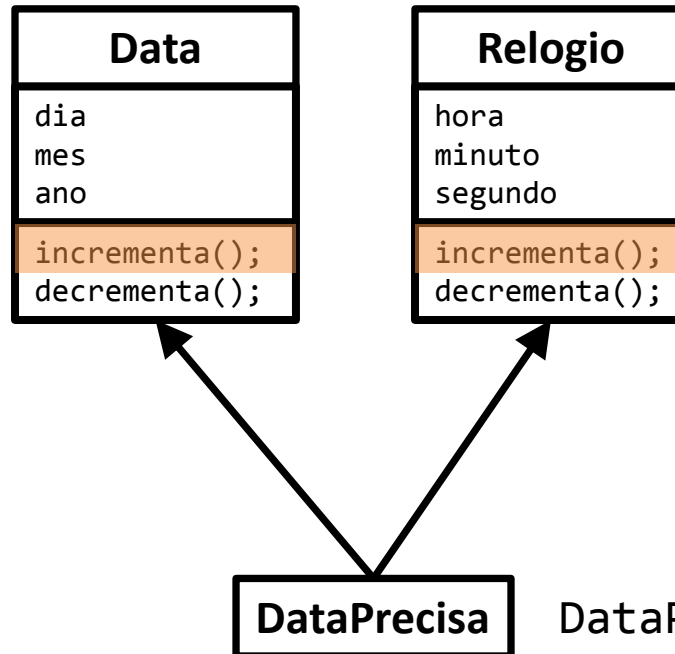 Data
dia
mes
ano
incrementa();
decrementa();
Relogio
hora
minuto
segundo
incrementa();
decrementa();
DataPrecisa